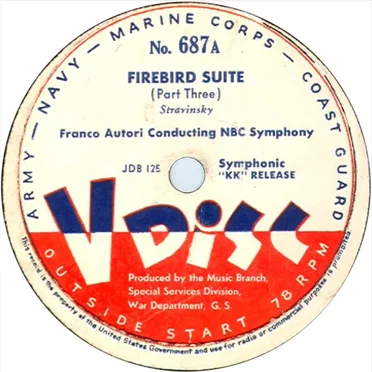 ARMY — NAVY — MARINE CORPS — COAST GUARD
No. 687A
FIREBIRD SUITE
(Part Three)
Stravinsky
Franco Autori Conducting NBC Symphony
JDB 125
Symphonic
"KK" RELEASE
V DISC
Produced by the Music Branch,
Special Services Division,
War Department, G. S.
OUTSIDE START 78 RPM
This record is the property of the United States Government and use for radio or commercial purposes is prohibited.